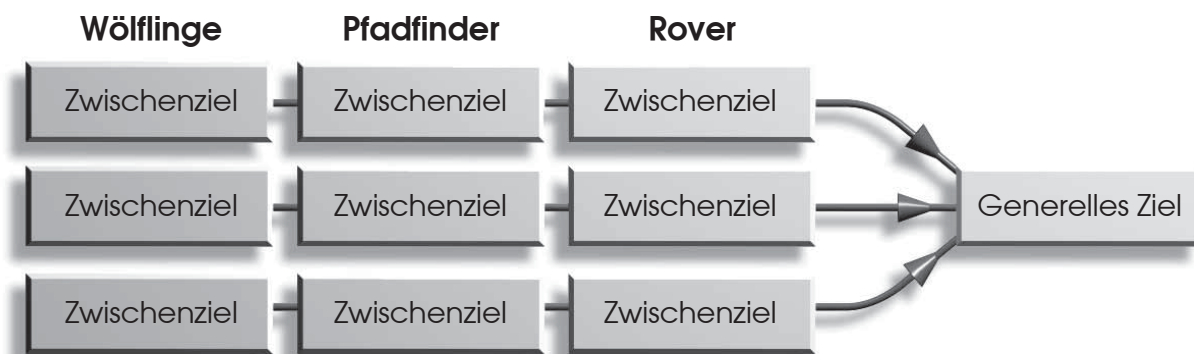 Wölflinge Pfadfinder Rover
Zwischenziel Zwischenziel Zwischenziel
Zwischenziel Zwischenziel Zwischenziel Generelles Ziel
Zwischenziel Zwischenziel Zwischenziel